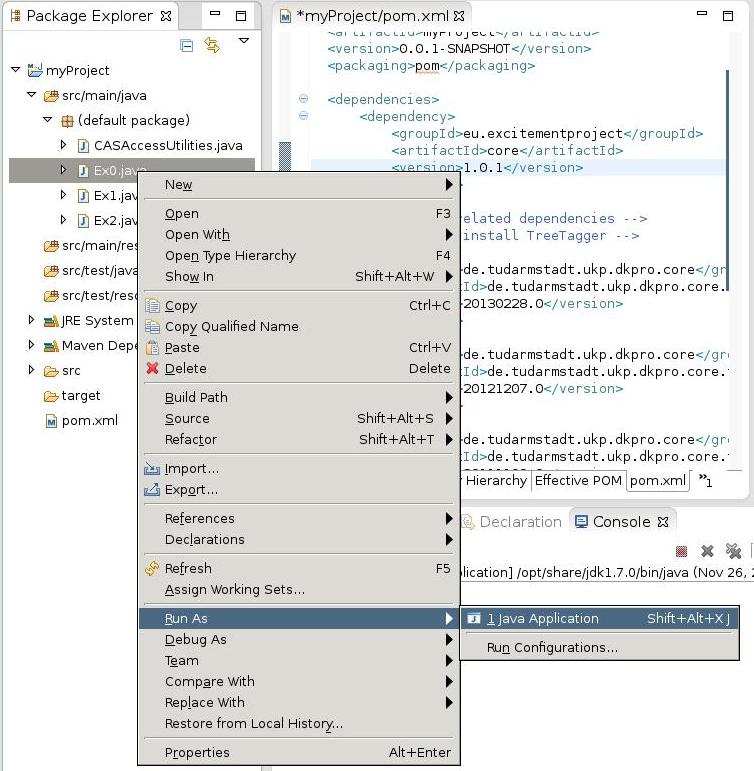 Package Explorer
myProject
src/main/java
(default package)
CASAccessUtilities.java
Ex0.java
Ex1.jav
Ex2.jav
src/main/res
src/test/java
src/test/reso
JRE System
Maven Depe
src
target
pom.xml
*myProject/pom.xml
<artifactId>myProject</artifactId>
<version>0.0.1-SNAPSHOT</version>
<packaging>pom</packaging>
<dependencies>
<dependency>
<groupId>eu.excitementproject</groupId>
<artifactId>core</artifactId>
<version>1.0.1</version>
elated dependencies -->
install TreeTagger -->
de.tudarmstadt.ukp.dkpro.core</gr
Id>de.tudarmstadt.ukp.dkpro.core.
20130228.0</version>
de.tudarmstadt.ukp.dkpro.core</gr
Id>de.tudarmstadt.ukp.dkpro.core.
20121207.0</version>
de.tudarmstadt.ukp.dkpro.core</gr
Id>de.tudarmstadt.ukp.dkpro.core.
Hierarchy Effective POM pom.xml »1
Declaration Console
plication] /opt/share/jdk1.7.0/bin/java (Nov 26, 2
New
Open F3
Open With
Open Type Hierarchy F4
Show In Shift+Alt+W
Copy Ctrl+C
Copy Qualified Name
Paste Ctrl+V
Delete Delete
Build Path
Source Shift+Alt+S
Refactor Shift+Alt+T
Import...
Export...
References
Declarations
Refresh F5
Assign Working Sets...
Run As
Debug As
Team
Compare With
Replace With
Restore from Local History...
Properties Alt+Enter
1 Java Application Shift+Alt+X J
Run Configurations...